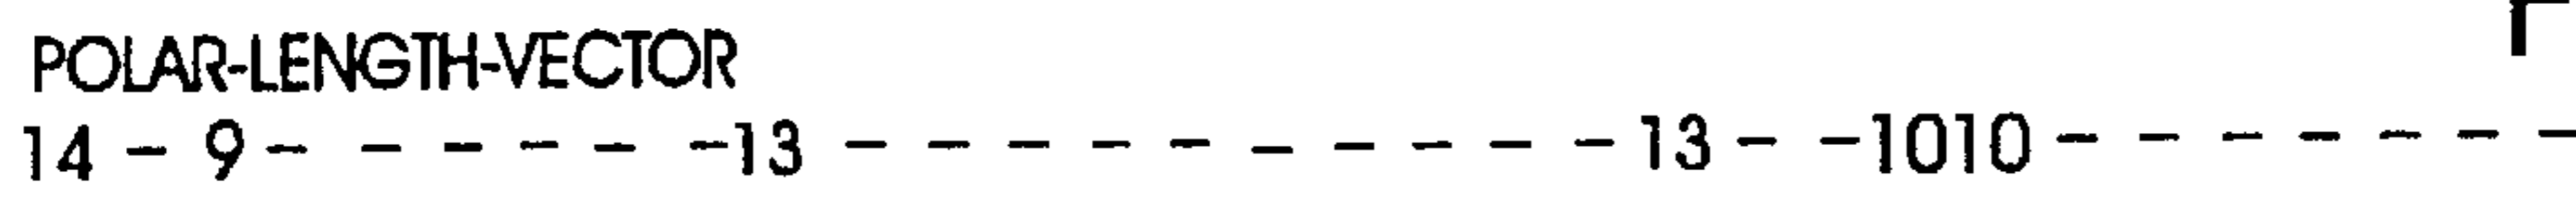 POLAR-LENGTH-VECTOR
14 - 9 - - - - - -13 - - - - - - - - - -13 - -1010 - - - - - - -